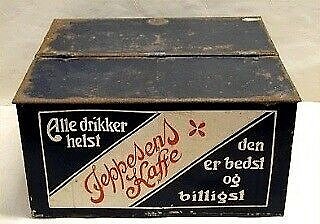 Alle drikker
helst
Jeppesens
Kaffe
den
er bedst
og
billigst